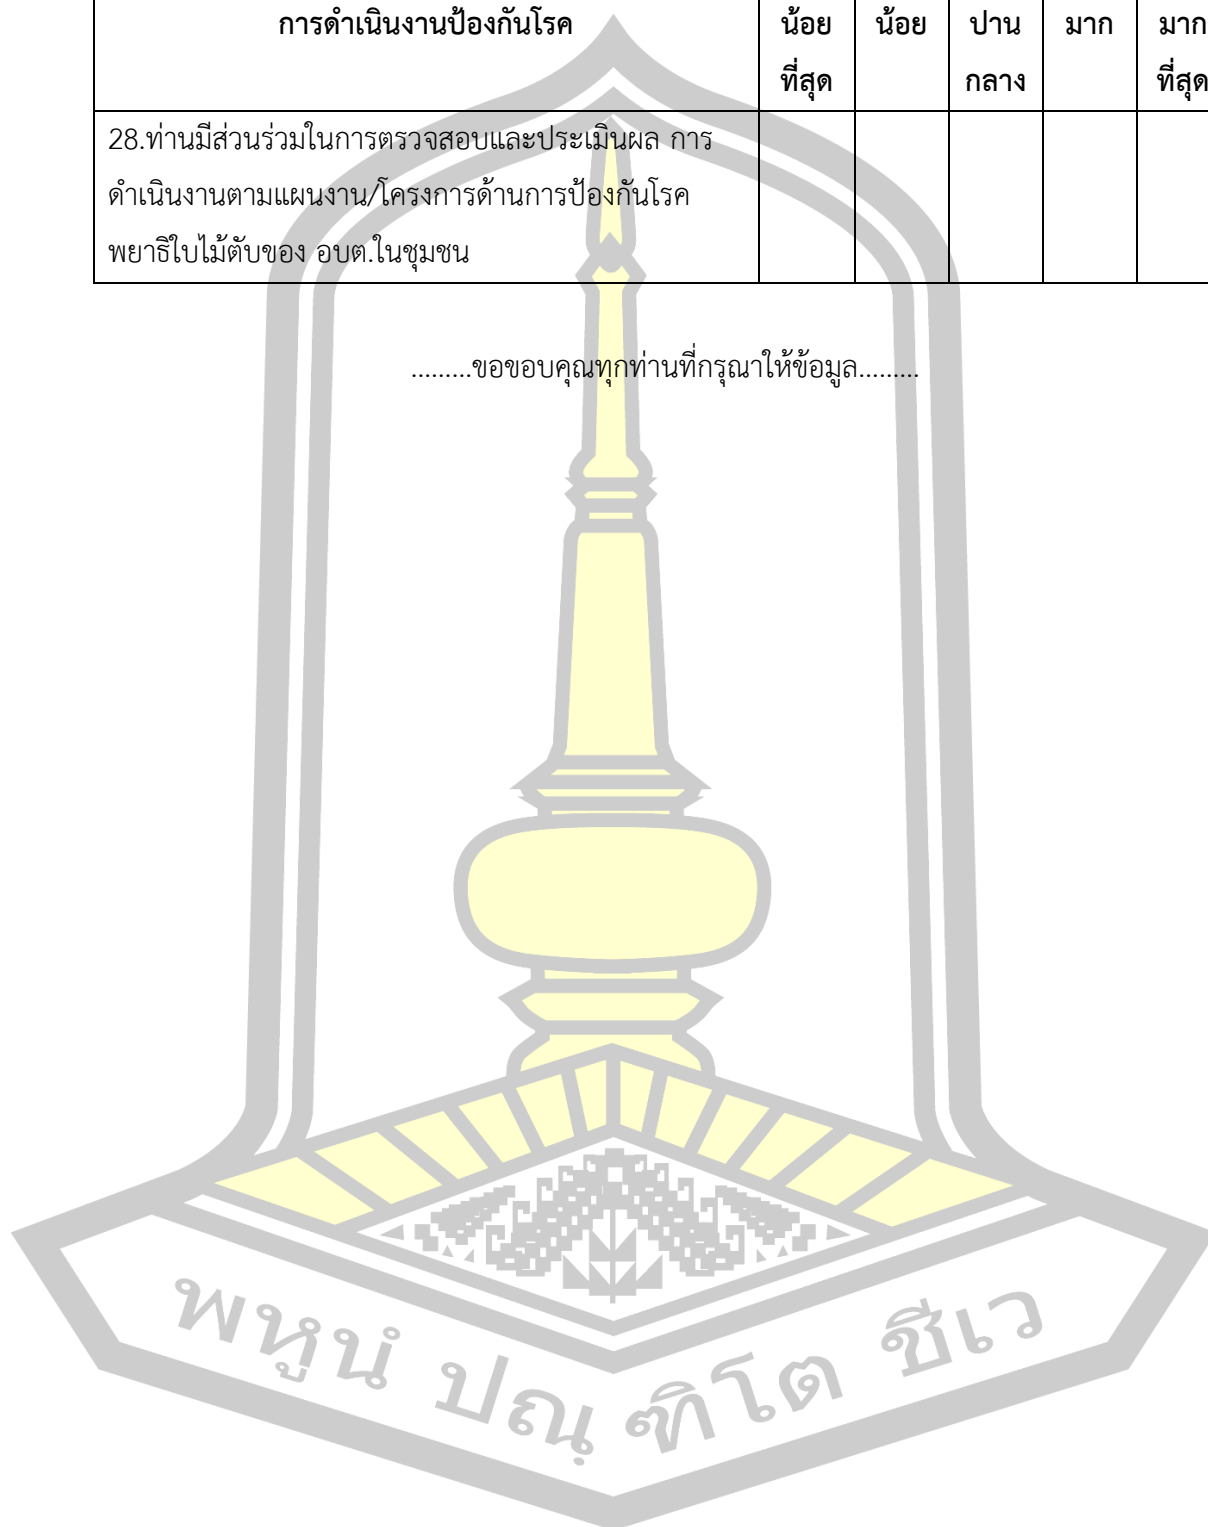 การดำเนินงานป้องกันโรค น้อย น้อย ปาน มาก มาก
ที่สุด กลาง ที่สุด
28.ท่านมีส่วนร่วมในการตรวจสอบและประเมินผล การ
ดำเนินงานตามแผนงาน/โครงการด้านการป้องกันโรค
พยาธิใบไม้ตับของ อบต.ในชุมชน
.........ขอขอบคุณทุกท่านที่กรุณาให้ข้อมูล.........
พหูนํ ปณฺ ฑิโต ชีเว